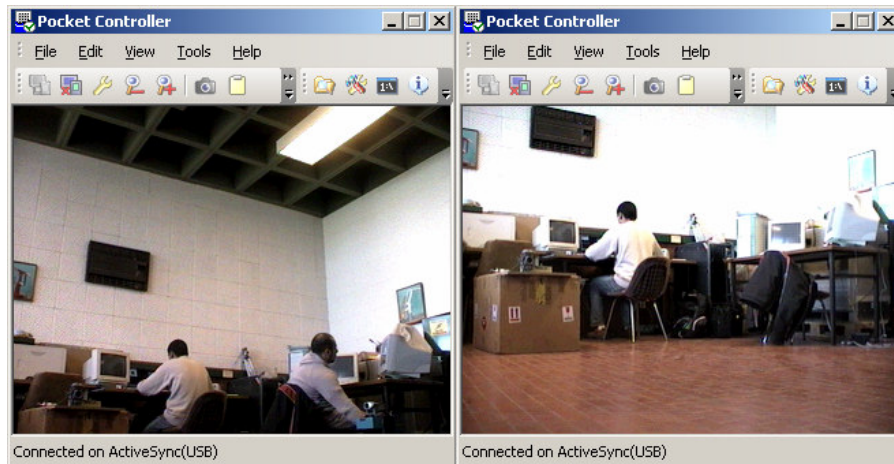 Pocket Controller
File Edit View Tools Help
Connected on ActiveSync(USB)
Pocket Controller
File Edit View Tools Help
Connected on ActiveSync(USB)